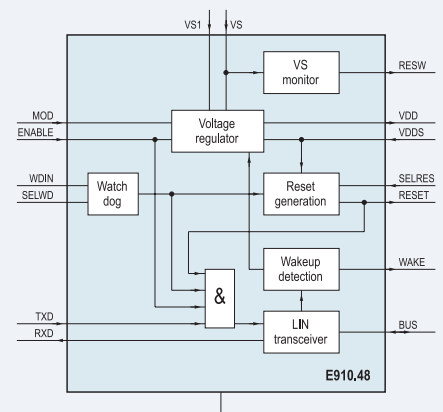 VS1 VS
VS
monitor
RESW
MOD
ENABLE
Voltage
regulator
VDD
VDDS
WDIN
SELWD
Watch
dog
Reset
generation
SELRES
RESET
&
Wakeup
detection
WAKE
TXD
RXD
LIN
transceiver
BUS
E910.48